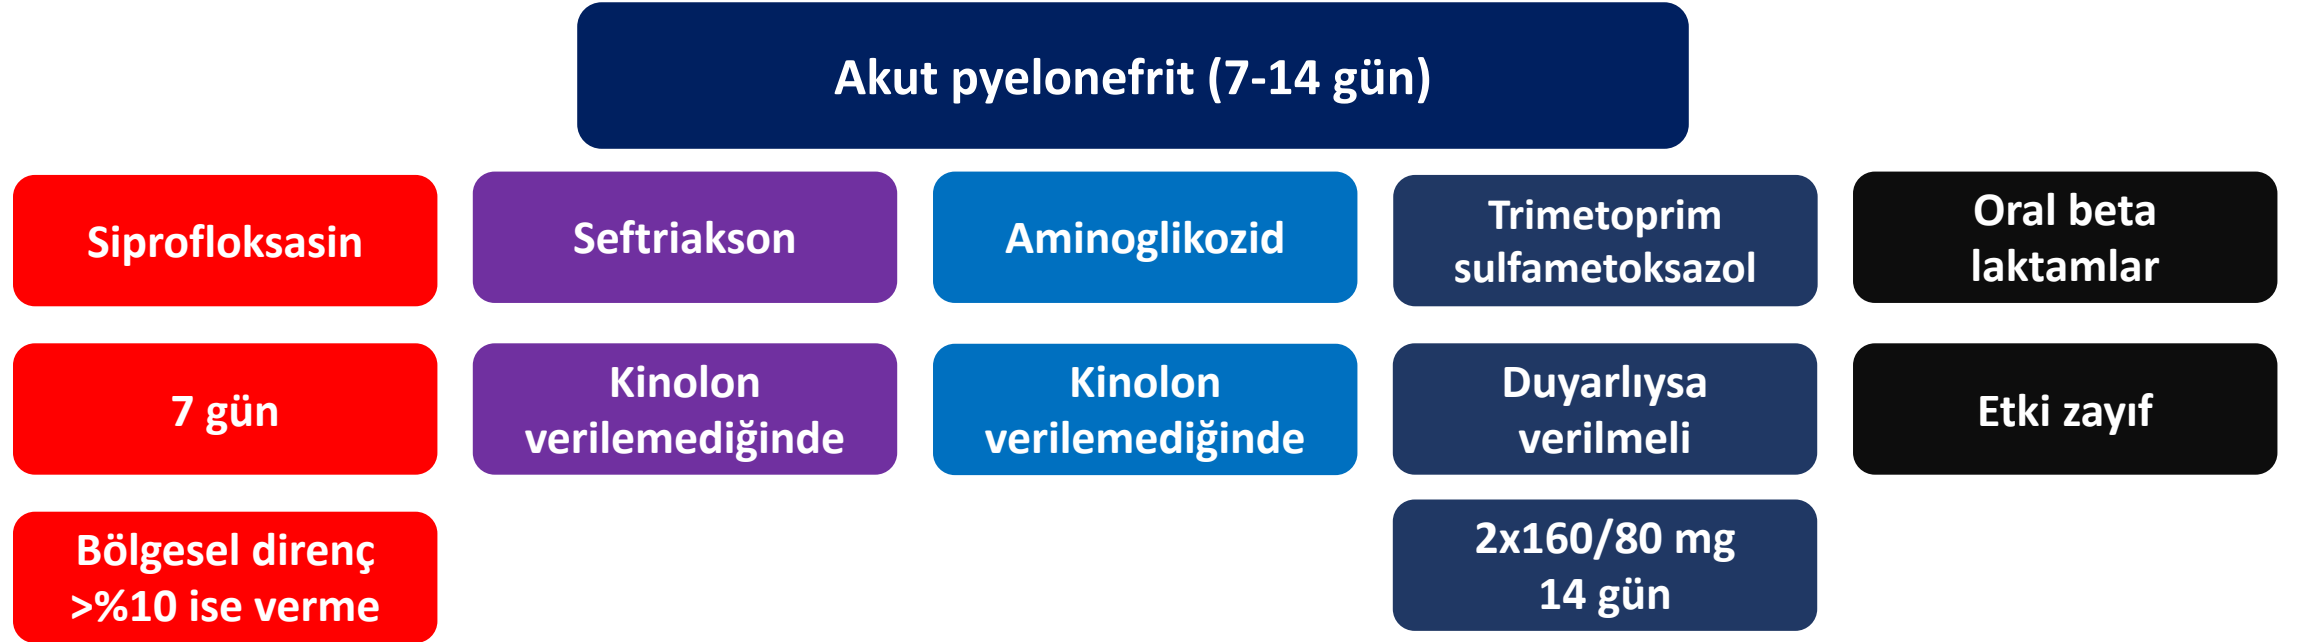 Akut pyelonefrit (7-14 gün)
Siprofloksasin
Seftriakson
Aminoglikozid
Trimetoprim
sulfametoksazol
Oral beta
laktamlar
7 gün
Kinolon
verilemediğinde
Kinolon
verilemediğinde
Duyarlıysa
verilmeli
Etki zayıf
Bölgesel direnç
>%10 ise verme
2x160/80 mg
14 gün